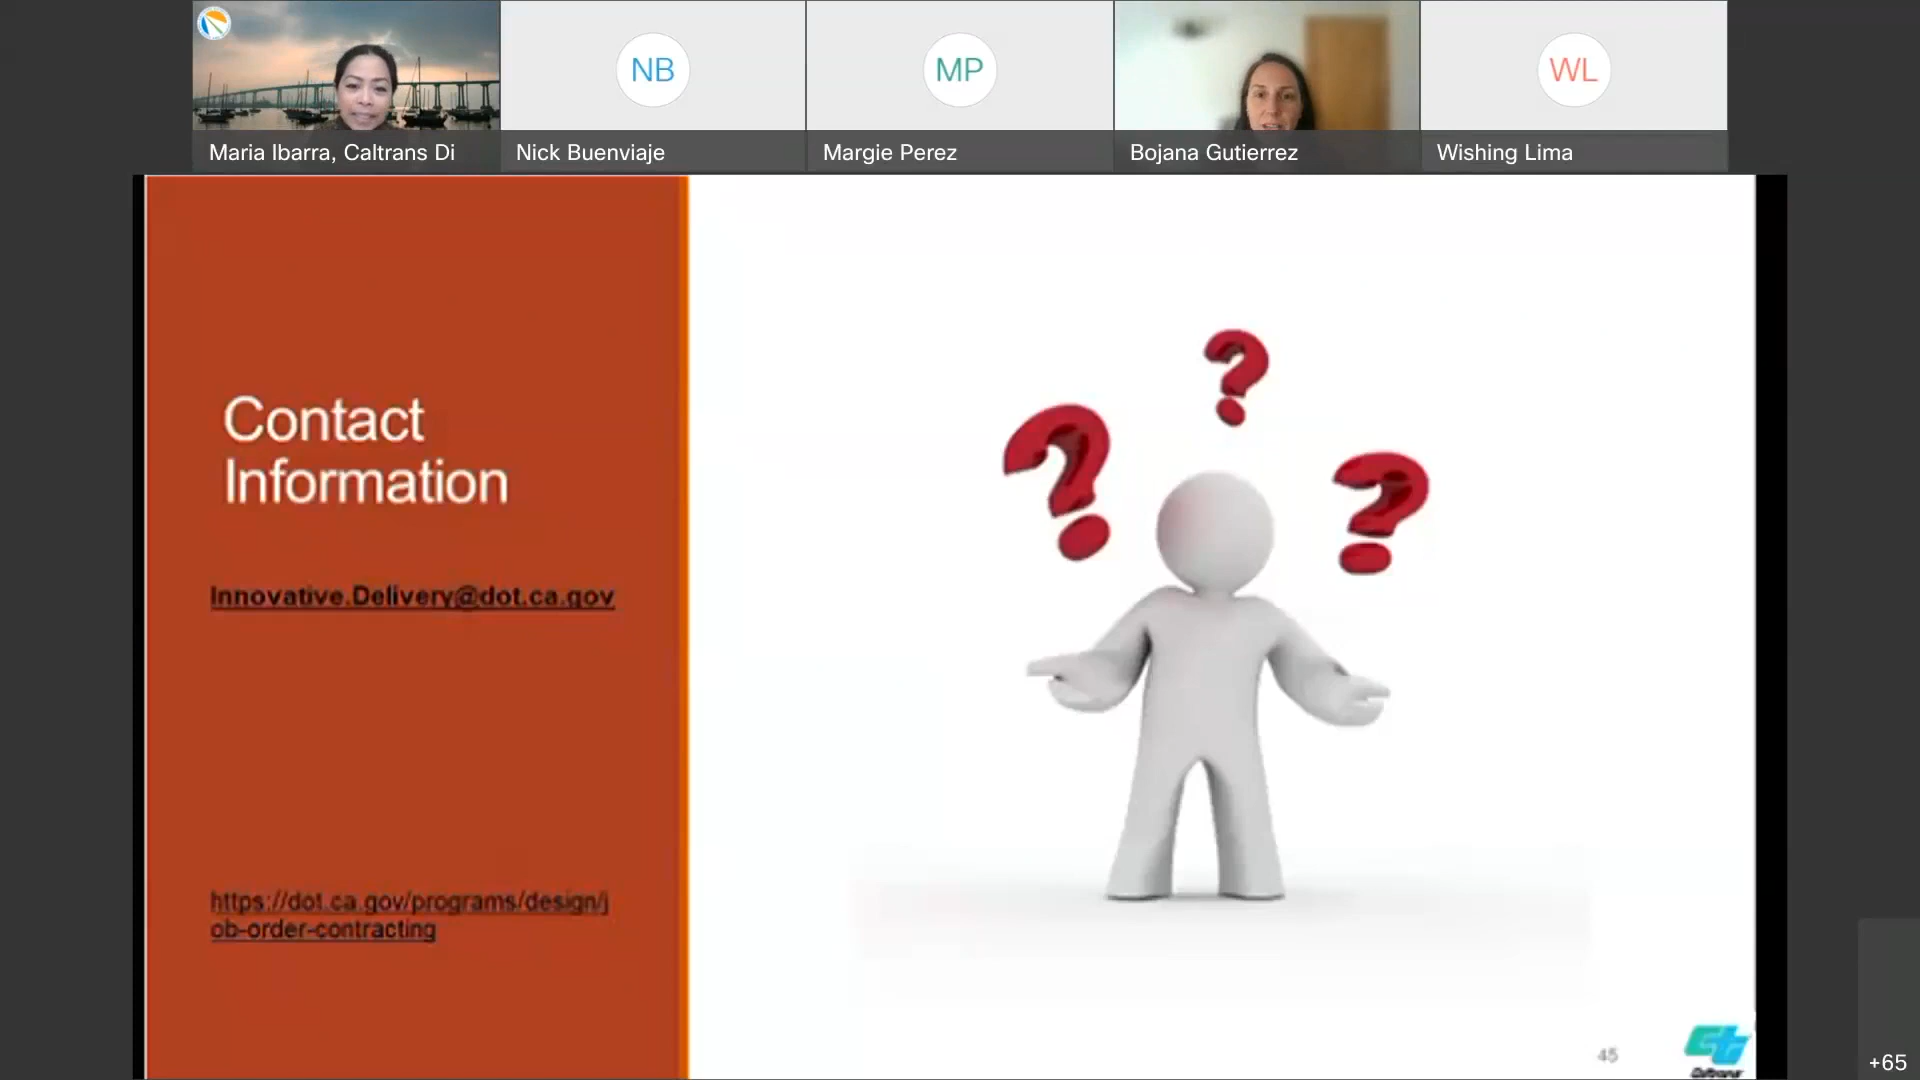 NB
MP
WL
Maria Ibarra, Caltrans Di
Nick Buenviaje
Margie Perez
Bojana Gutierrez
Wishing Lima
Contact
Information
Innovative.Delivery@dot.ca.gov
https://dot.ca.gov/programs/design/j
ob-order-contracting
? ? ?
45
+65